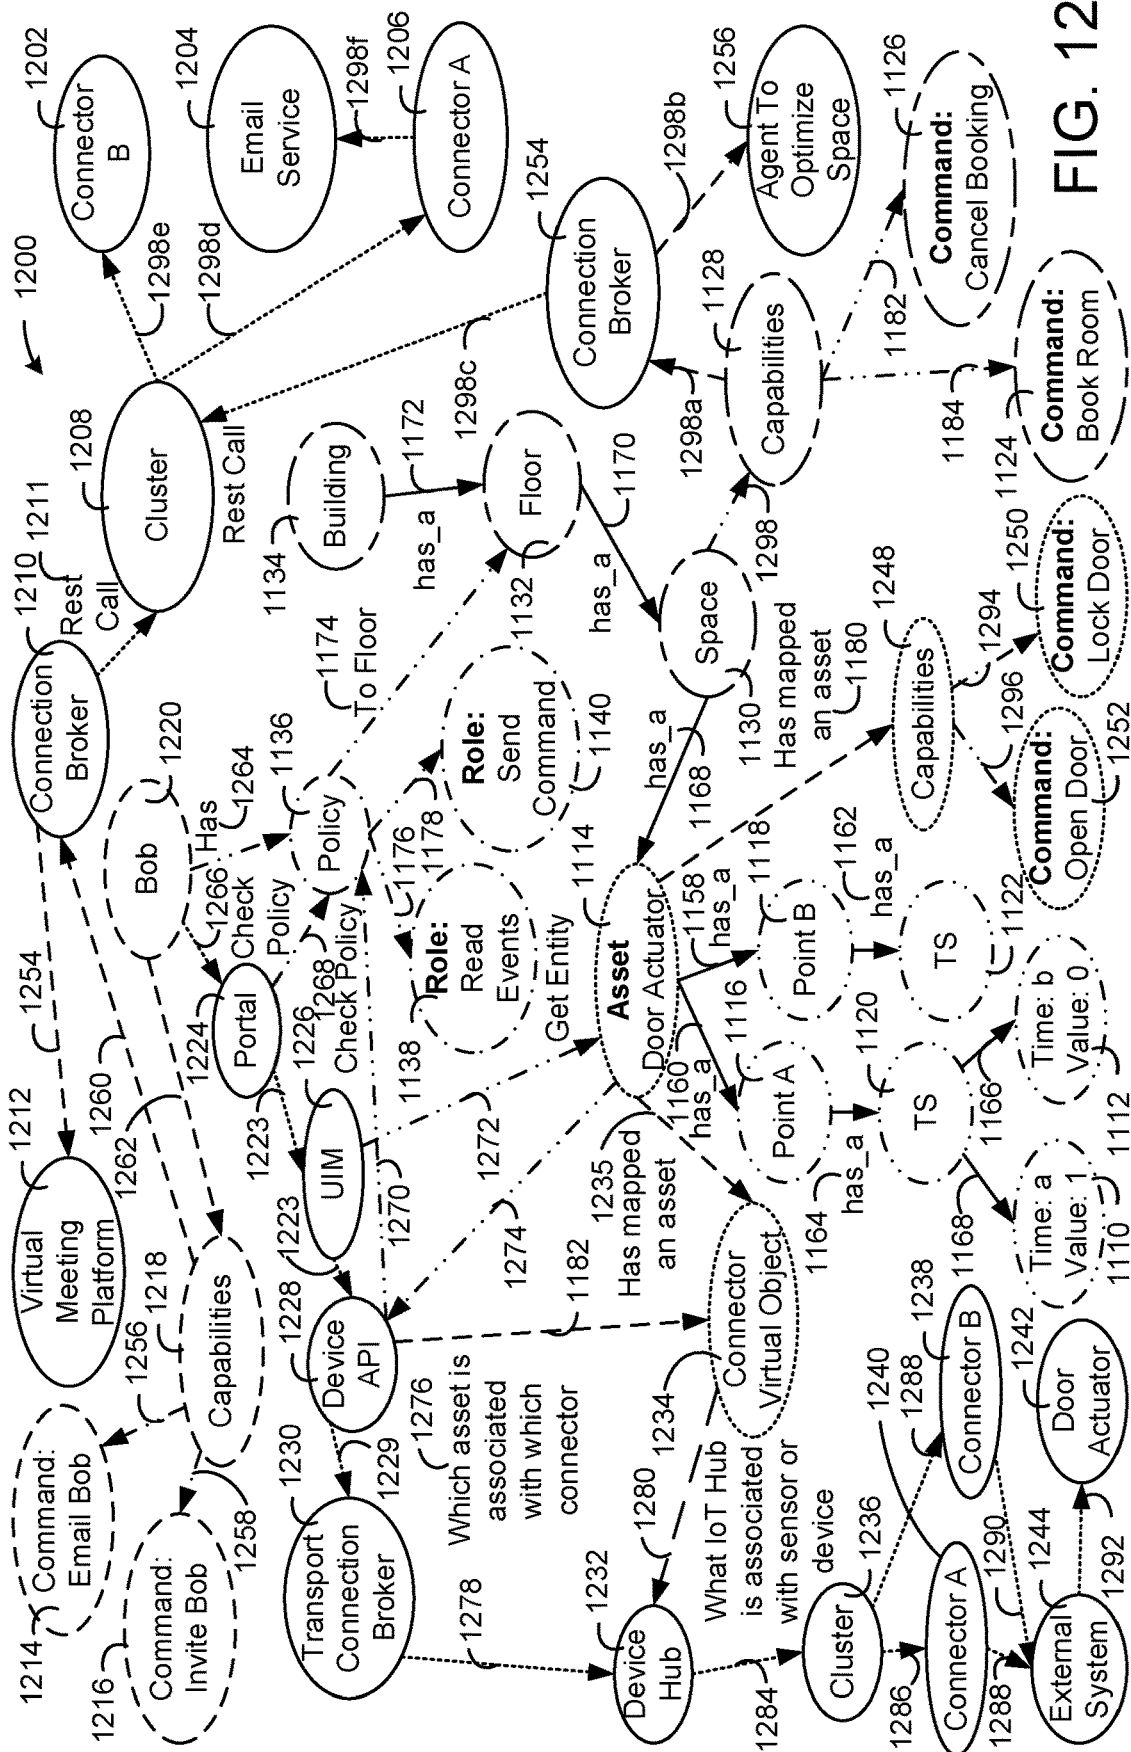 1200
1202
Connector
B
1204
Email
Service
1298f
1206
Connector A
1298e
1298d
1208
Cluster
Rest Call
1298c
1254
Connection
Broker
1298b
1256
Agent To
Optimize
Space
1210
Connection
Broker
1211
Rest
Call
1134
Building
1172
has_a
Floor
1132
1170
has_a
1298a
1128
Capabilities
1298
1182
1126
Command:
Cancel Booking
1184
1124
Command:
Book Room
Space
1130
1174
To Floor
1220
Bob
Has
1264
1136
Policy
1266
Check
Policy
1268
1176
1178
Role:
Send
Command
1140
Role:
Read
Events
1138
has_a
1168
Has mapped
an asset
1180
1248
Capabilities
1294
1250
Command:
Lock Door
1296
Command:
Open Door
1252
1254
1212
Virtual
Meeting
Platform
1260
1262
1224
Portal
1223
1226
UIM
Check Policy
1223
1270
1272
Get Entity
1114
Asset
Door Actuator
1274
1118
1158
has_a
Point B
1162
has_a
TS
1122
1160
has_a
1116
Point A
1164
has_a
1120
TS
1166
Time: b
Value: 0
1112
1168
Time: a
Value: 1
1110
1235
Has mapped
an asset
1256
1218
Capabilities
1214
Command:
Email Bob
1216
Command:
Invite Bob
1258
1228
Device
API
1182
1229
1230
Transport
Connection
Broker
1276
Which asset is
associated
with which
connector
1234
Connector
Virtual Object
1280
What IoT Hub
is associated
with sensor or
device
1278
1232
Device
Hub
1284
1236
Cluster
1240
1288
1238
Connector B
1286
Connector A
1288
1290
1244
External
System
1292
1242
Door
Actuator
FIG. 12